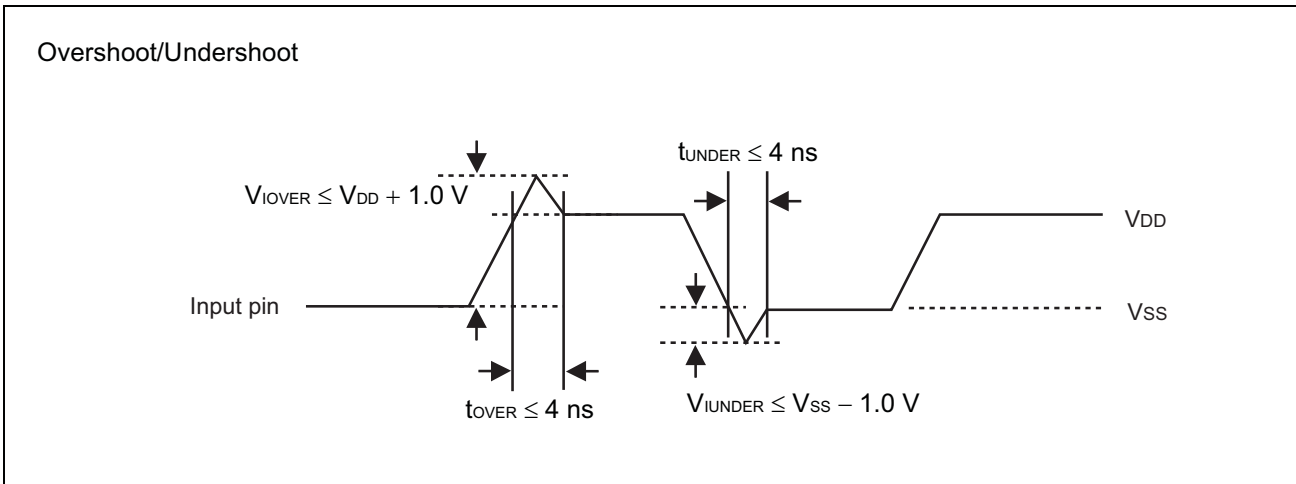 Overshoot/Undershoot
tUNDER ≤ 4 ns
VIOVER ≤ VDD + 1.0 V
VDD
Input pin
VSS
tOVER ≤ 4 ns
VIUNDER ≤ VSS − 1.0 V